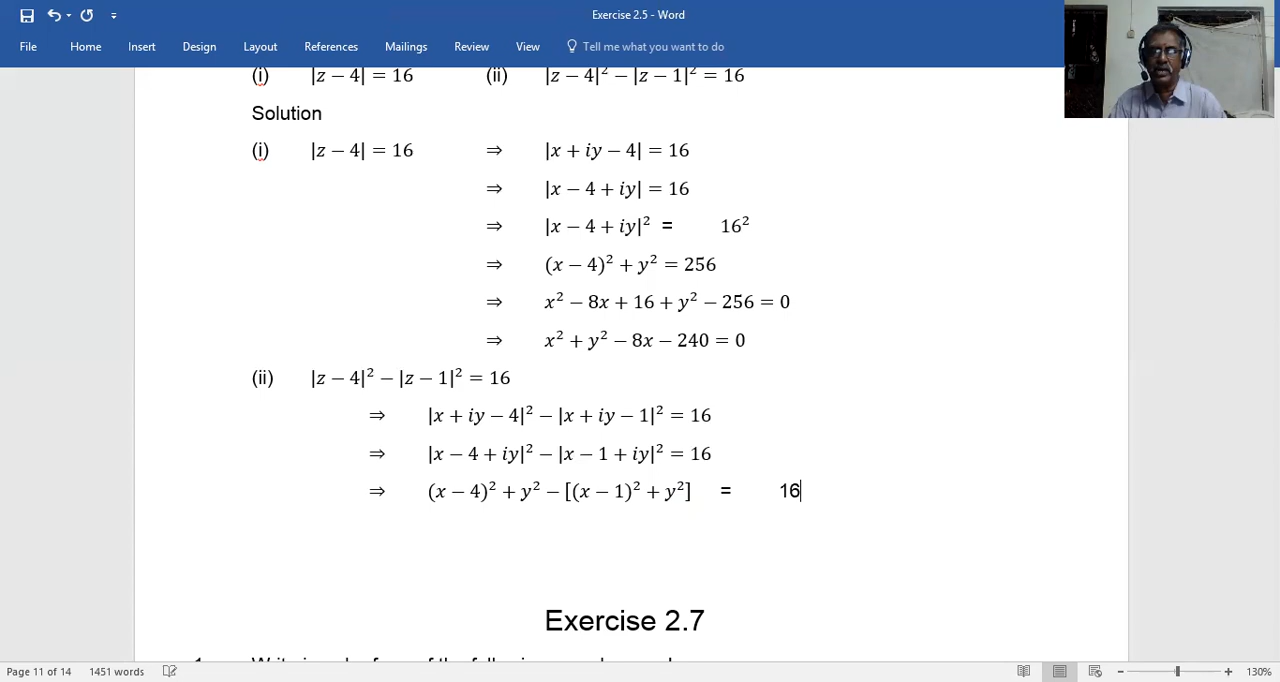 Exercise 2.5 - Word
File Home Insert Design Layout References Mailings Review View Tell me what you want to do
(i) |z − 4| = 16 (ii) |z − 4|² − |z − 1|² = 16
Solution
(i) |z − 4| = 16 ⇒ |x + iy − 4| = 16
⇒ |x − 4 + iy| = 16
⇒ |x − 4 + iy|² = 16²
⇒ (x − 4)² + y² = 256
⇒ x² − 8x + 16 + y² − 256 = 0
⇒ x² + y² − 8x − 240 = 0
(ii) |z − 4|² − |z − 1|² = 16
⇒ |x + iy − 4|² − |x + iy − 1|² = 16
⇒ |x − 4 + iy|² − |x − 1 + iy|² = 16
⇒ (x − 4)² + y² − [(x − 1)² + y²] = 16
Exercise 2.7
Page 11 of 14 1451 words 130%